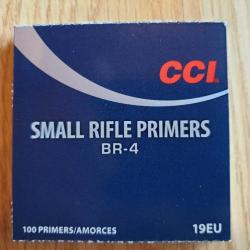 CCI
SMALL RIFLE PRIMERS
BR-4
100 PRIMERS/AMORCES 19EU